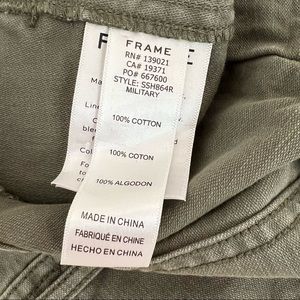 FRAME
RN# 139021
CA# 19371
PO# 667600
STYLE: SSH864R
MILITARY
100% COTTON
100% COTON
100% ALGODON
MADE IN CHINA
FABRIQUÉ EN CHINE
HECHO EN CHINA